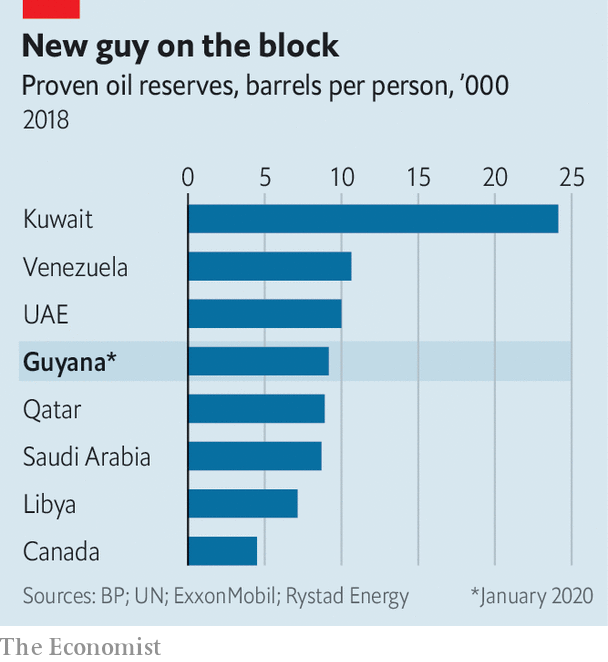 New guy on the block
Proven oil reserves, barrels per person, ’000
2018
0 5 10 15 20 25
Kuwait
Venezuela
UAE
Guyana*
Qatar
Saudi Arabia
Libya
Canada
Sources: BP; UN; ExxonMobil; Rystad Energy *January 2020
The Economist